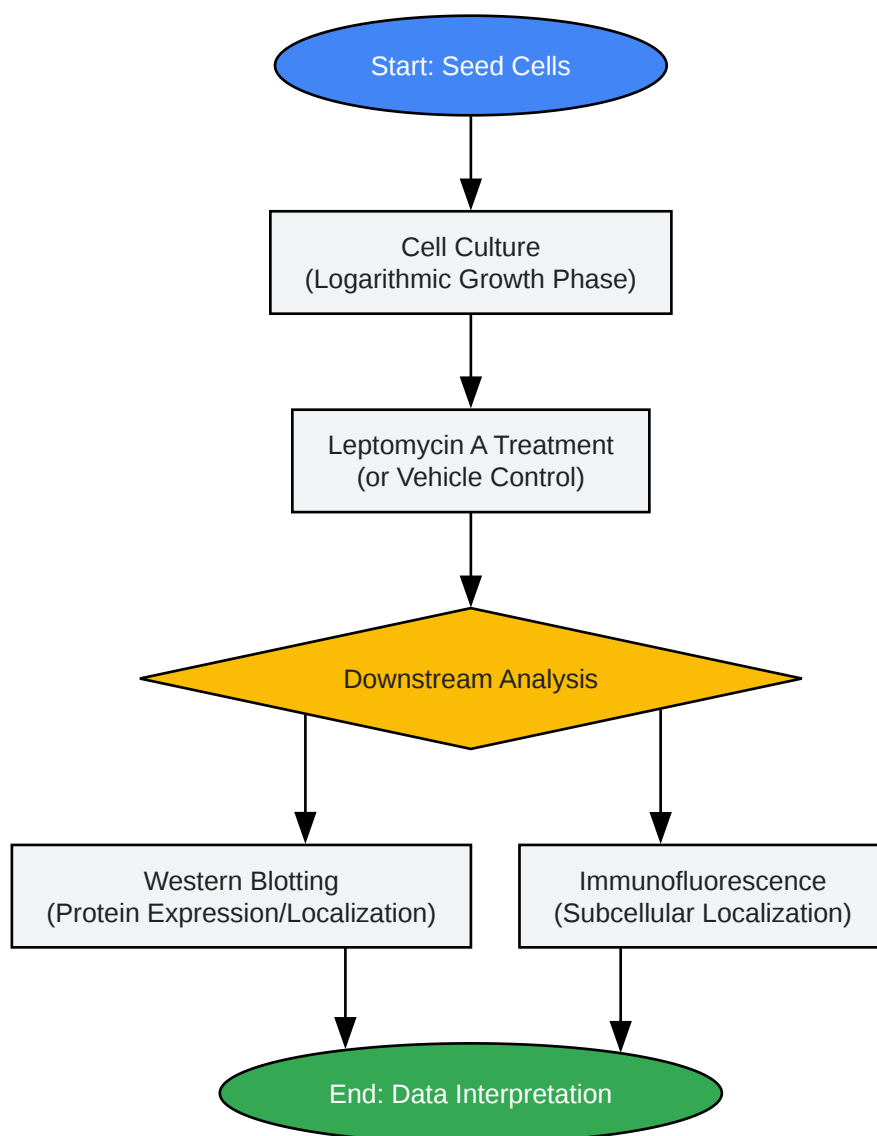 Start: Seed Cells
Cell Culture
(Logarithmic Growth Phase)
Leptomycin A Treatment
(or Vehicle Control)
Downstream Analysis
Western Blotting
(Protein Expression/Localization)
Immunofluorescence
(Subcellular Localization)
End: Data Interpretation